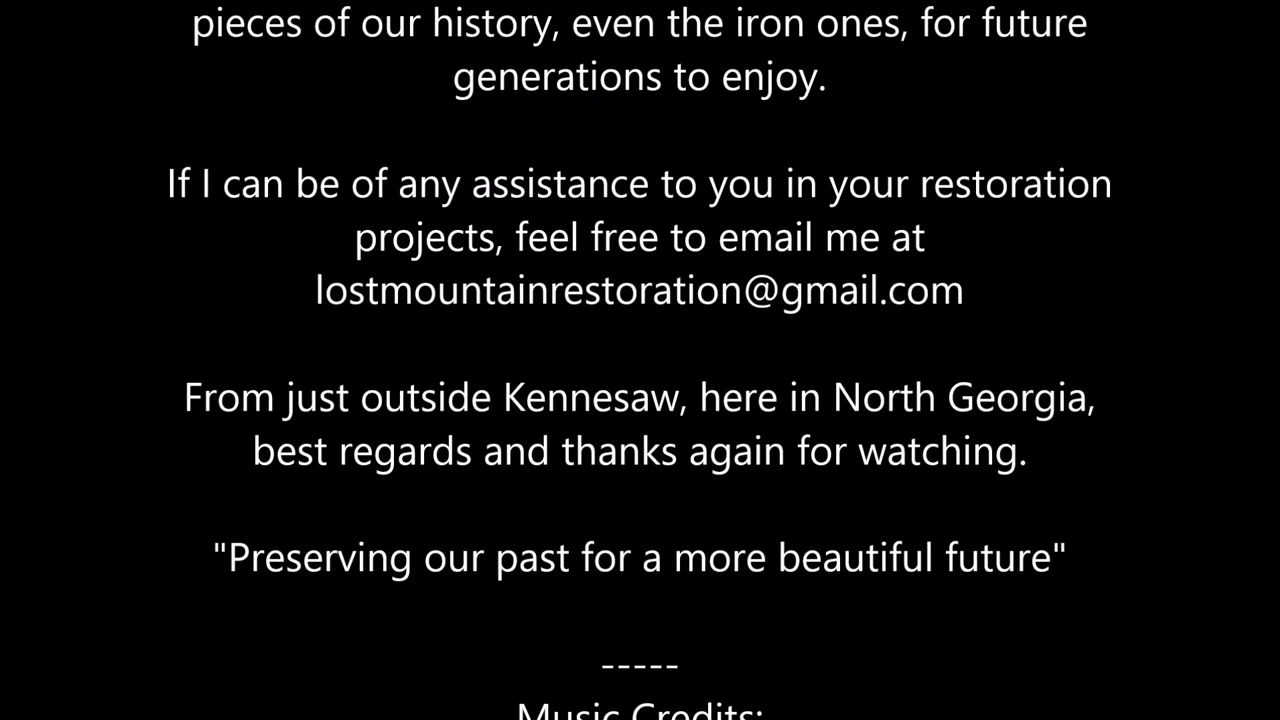 pieces of our history, even the iron ones, for future
generations to enjoy.
If I can be of any assistance to you in your restoration
projects, feel free to email me at
lostmountainrestoration@gmail.com
From just outside Kennesaw, here in North Georgia,
best regards and thanks again for watching.
"Preserving our past for a more beautiful future"
-----
Music Credits: